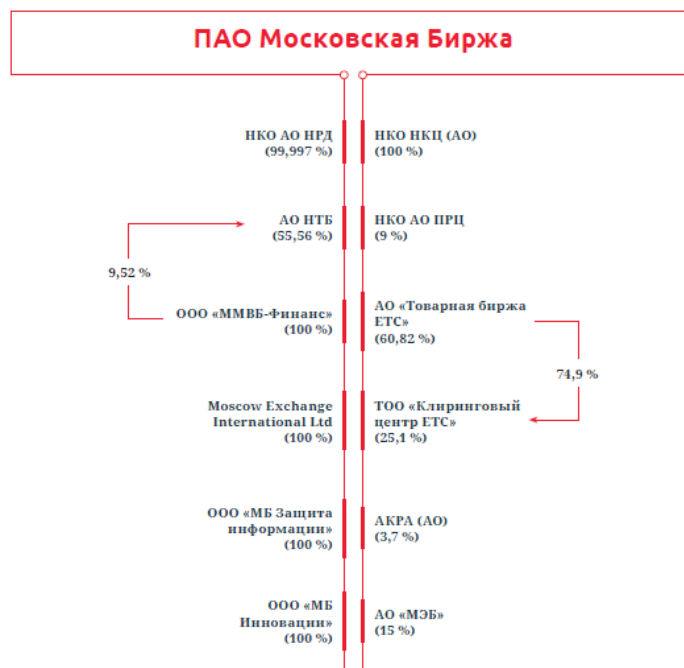 ПАО Московская Биржа
НКО АО НРД
(99,997 %)
НКО НКЦ (АО)
(100 %)
АО НТБ
(55,56 %)
НКО АО ПРЦ
(9 %)
9,52 %
ООО «ММВБ-Финанс»
(100 %)
АО «Товарная биржа
ЕТС»
(60,82 %)
74,9 %
Moscow Exchange
International Ltd
(100 %)
ТОО «Клиринговый
центр ЕТС»
(25,1 %)
ООО «МБ Защита
информации»
(100 %)
АКРА (АО)
(3,7 %)
ООО «МБ
Инновации»
(100 %)
АО «МЭБ»
(15 %)